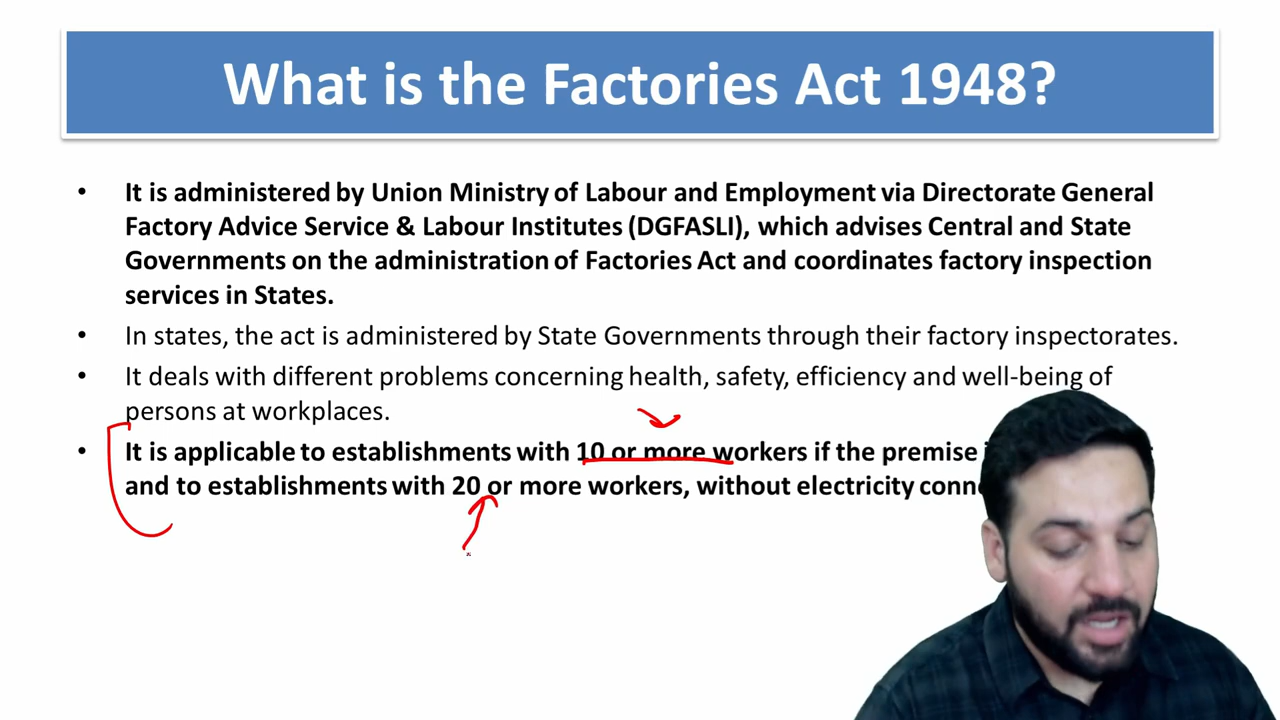 What is the Factories Act 1948?
• It is administered by Union Ministry of Labour and Employment via Directorate General
Factory Advice Service & Labour Institutes (DGFASLI), which advises Central and State
Governments on the administration of Factories Act and coordinates factory inspection
services in States.
• In states, the act is administered by State Governments through their factory inspectorates.
• It deals with different problems concerning health, safety, efficiency and well-being of
persons at workplaces.
• It is applicable to establishments with 10 or more workers if the premise
and to establishments with 20 or more workers, without electricity